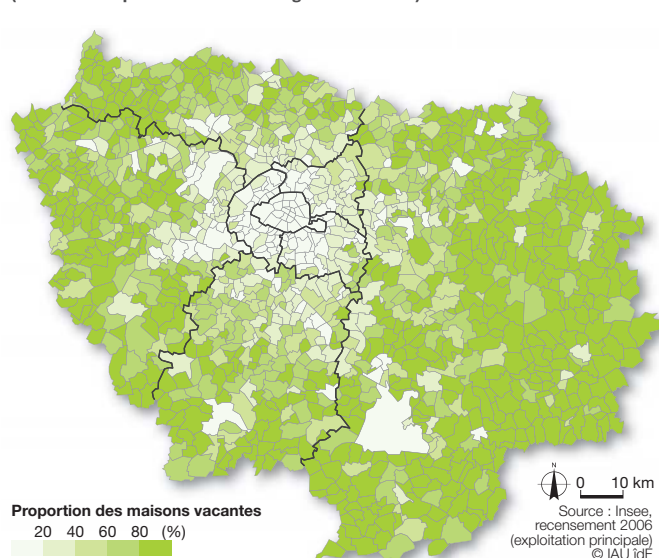 Proportion des maisons vacantes
20 40 60 80 (%)
N
0 10 km
Source : Insee,
recensement 2006
(exploitation principale)
© IAU îdF